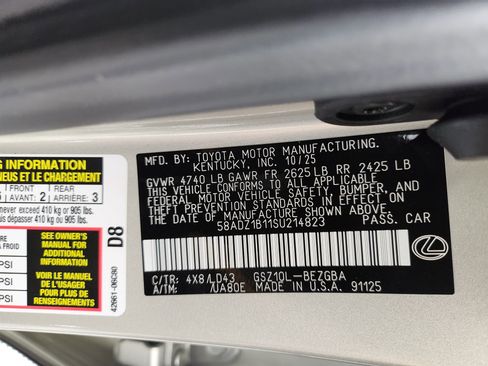 G INFORMATION
NEUS ET LE CHARGEMENT
FRONT REAR
AVANT: 2 ARRIÈRE: 3
never exceed 410 kg or 905 lbs.
dépasser 410 kg ou 905 lbs.
À FROID
PSI
PSI
SEE OWNER'S
MANUAL FOR
ADDITIONAL
INFORMATION
VOIR LE MANUEL
DE L'USAGER
POUR PLUS DE
RENSEIGNEMENTS
D8
42661-06C80
MFD. BY: TOYOTA MOTOR MANUFACTURING,
KENTUCKY, INC. 10/25
GVWR 4740 LB GAWR FR 2625 LB RR 2425 LB
THIS VEHICLE CONFORMS TO ALL APPLICABLE
FEDERAL MOTOR VEHICLE SAFETY, BUMPER, AND
THEFT PREVENTION STANDARDS IN EFFECT ON
THE DATE OF MANUFACTURE SHOWN ABOVE.
58ADZ1B11SU214823 PASS. CAR
C/TR: 4X8/LD43 GSZ10L-BEZGBA
A/TM: /UA80E MADE IN U.S.A. 91125